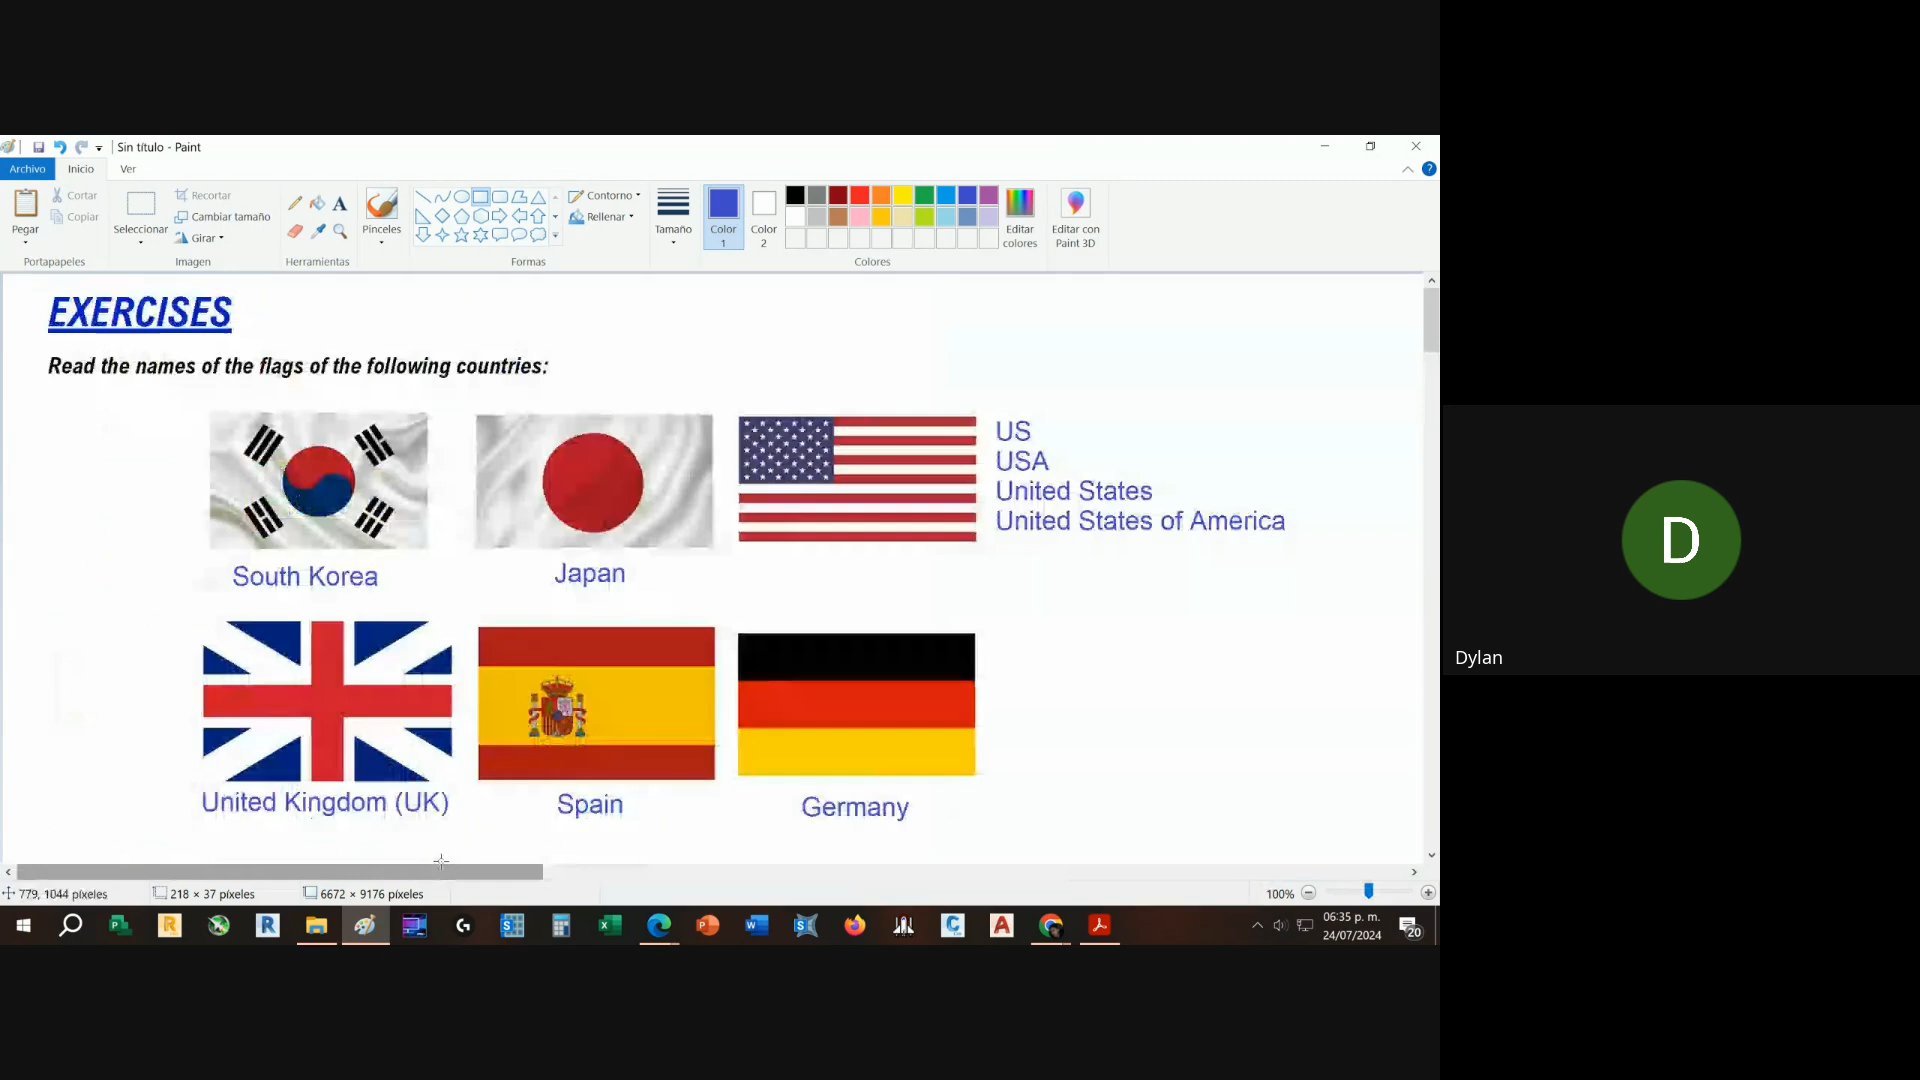 Sin título - Paint
Archivo Inicio Ver
Pegar
Cortar
Copiar
Portapapeles
Seleccionar
Recortar
Cambiar tamaño
Girar
Imagen
A
Herramientas
Pinceles
Formas
Contorno
Rellenar
Tamaño
Color 1
Color 2
Colores
Editar colores
Editar con Paint 3D
EXERCISES
Read the names of the flags of the following countries:
US
USA
United States
United States of America
South Korea
Japan
United Kingdom (UK)
Spain
Germany
779, 1044 píxeles
218 × 37 píxeles
6672 × 9176 píxeles
100%
06:35 p. m.
24/07/2024
20
D
Dylan